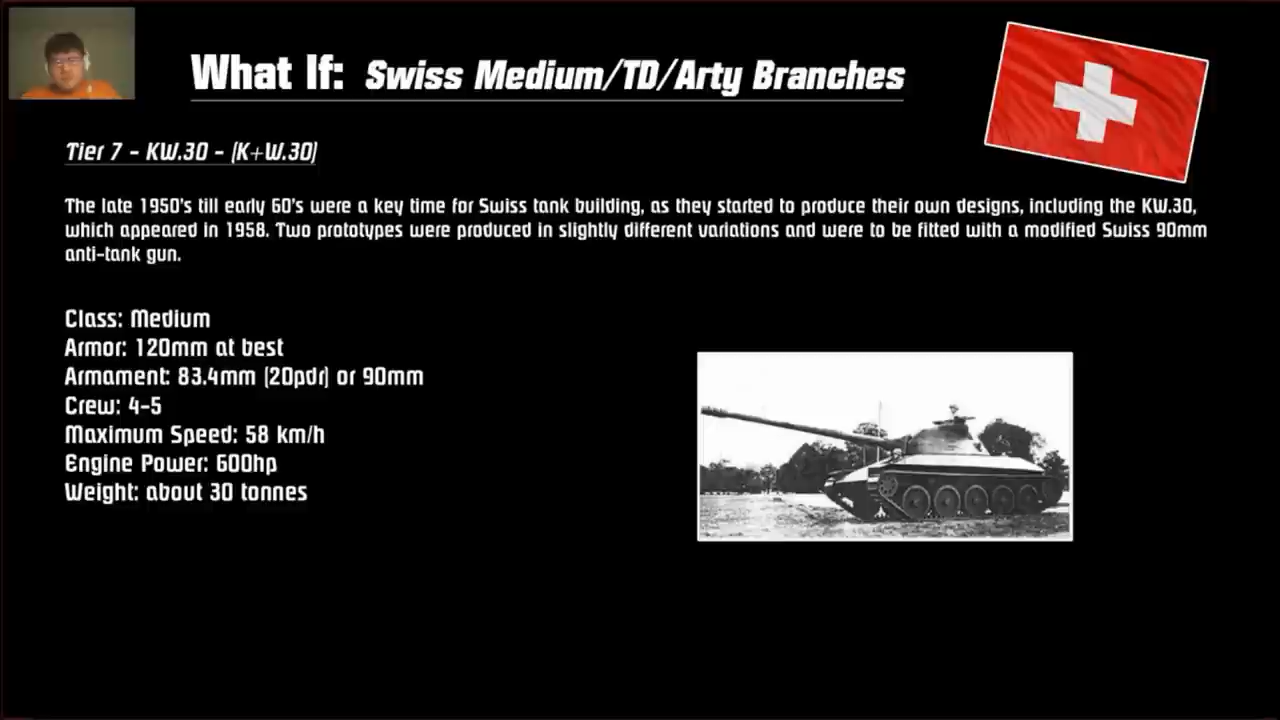 What If: Swiss Medium/TD/Arty Branches
Tier 7 - KW.30 - (K+W.30)
The late 1950's till early 60's were a key time for Swiss tank building, as they started to produce their own designs, including the KW.30,
which appeared in 1958. Two prototypes were produced in slightly different variations and were to be fitted with a modified Swiss 90mm
anti-tank gun.
Class: Medium
Armor: 120mm at best
Armament: 83.4mm (20pdr) or 90mm
Crew: 4-5
Maximum Speed: 58 km/h
Engine Power: 600hp
Weight: about 30 tonnes